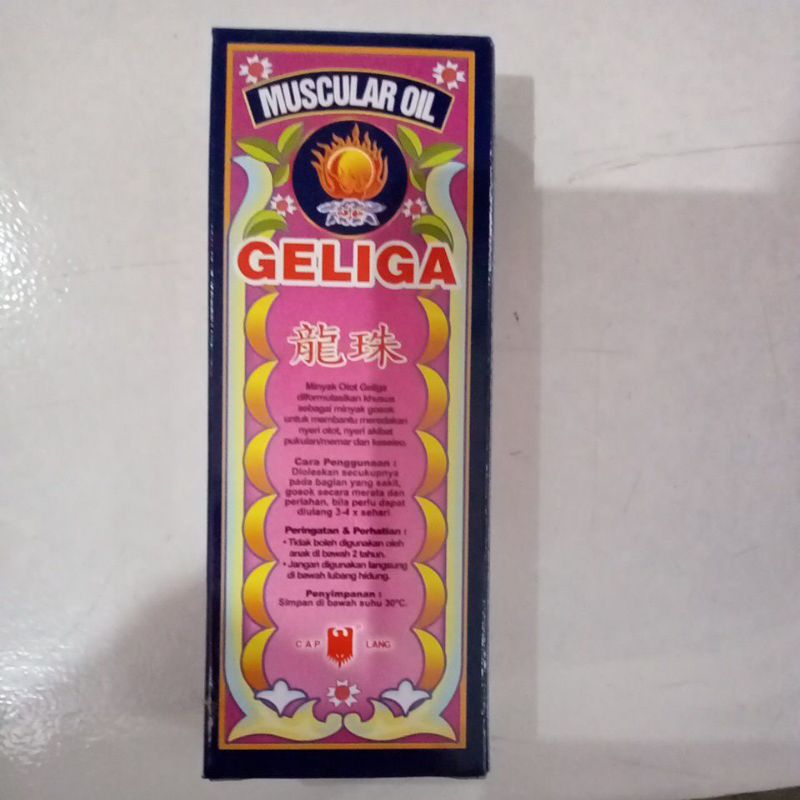 MUSCULAR OIL
GELIGA
龍珠
Minyak Otot Geliga
diformulasikan khusus
sebagai minyak gosok
untuk membantu meredakan
nyeri otot, nyeri akibat
pukulan/memar dan keseleo.
Cara Penggunaan :
Dioleskan secukupnya
pada bagian yang sakit,
gosok secara merata dan
perlahan, bila perlu dapat
diulang 3-4 x sehari.
Peringatan & Perhatian :
• Tidak boleh digunakan oleh
anak di bawah 2 tahun.
• Jangan digunakan langsung
di bawah lubang hidung.
Penyimpanan :
Simpan di bawah suhu 30°C.
CAP LANG